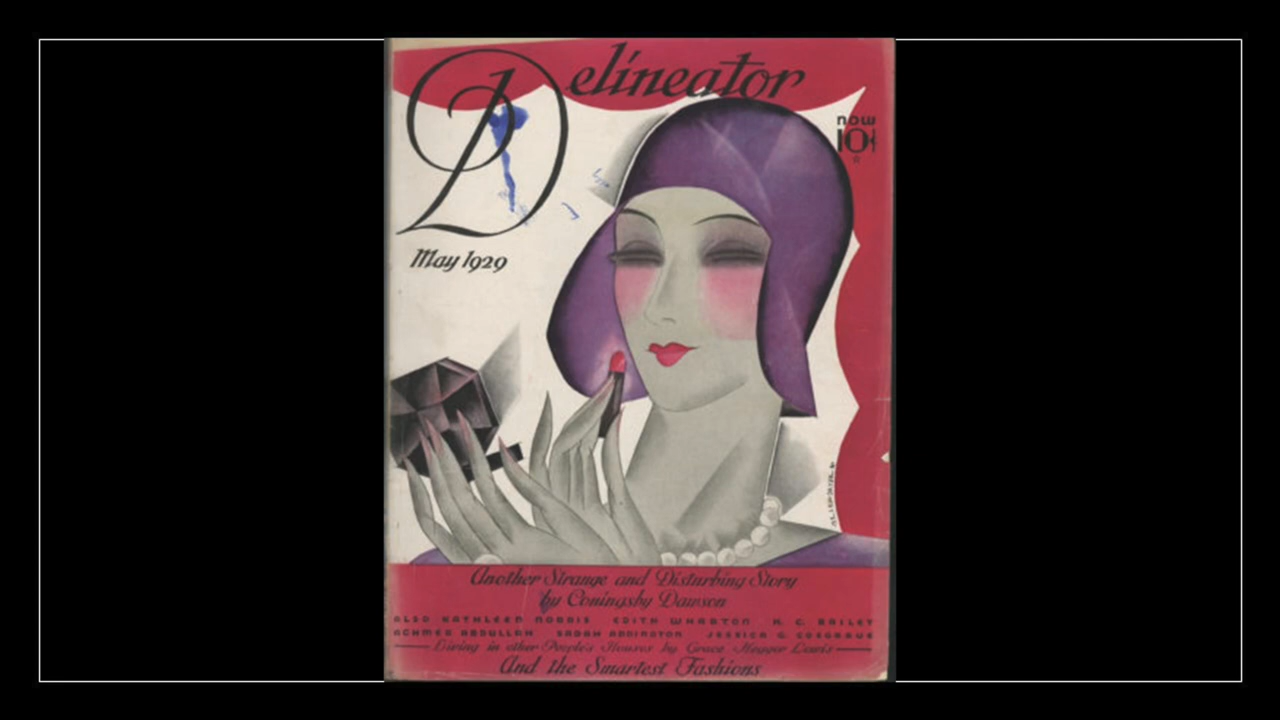 Delineator
now
10¢
May 1929
Another Strange and Disturbing Story
by Coningsby Dawson
ALSO KATHLEEN NORRIS EDITH WHARTON H. C. BAILEY
ACHMED ABDULLAH SARAH ADDINGTON JESSICA G. COSGRAVE
Living in other People's Houses by Grace Hegger Lewis
And the Smartest Fashions